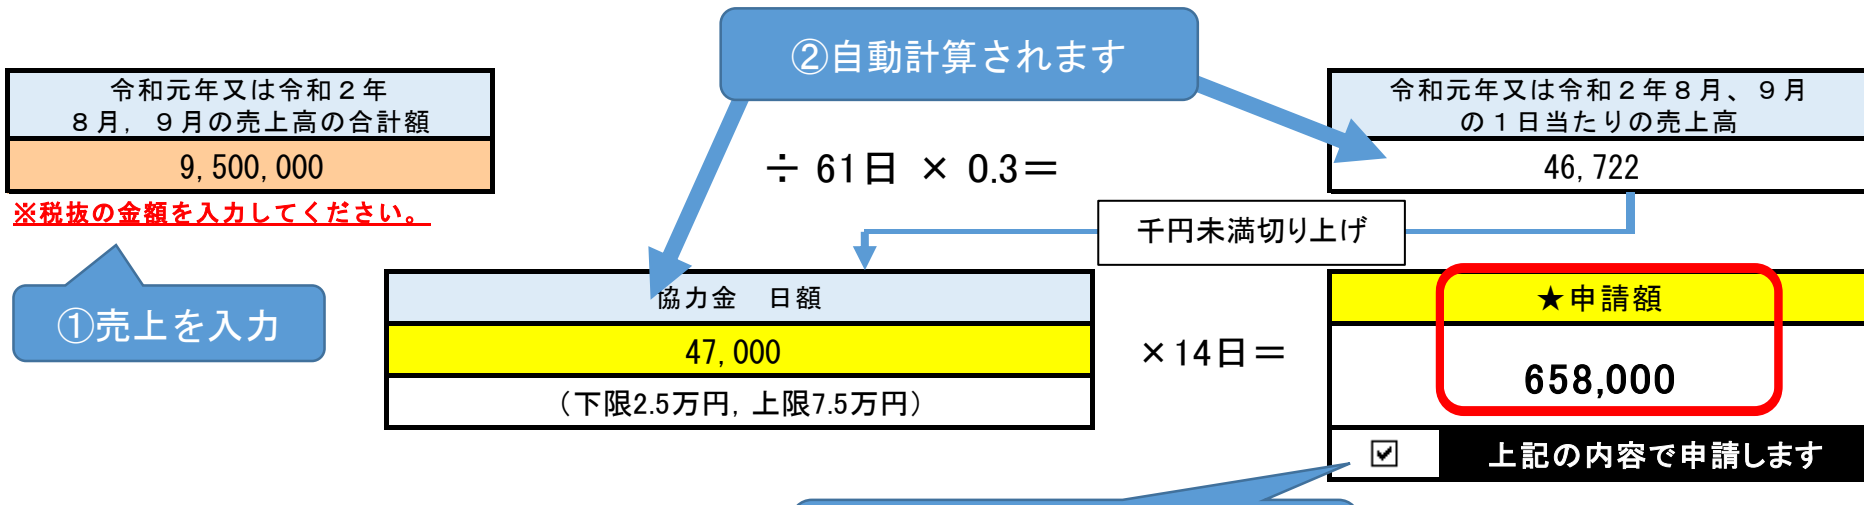 ②自動計算されます
令和元年又は令和２年
８月，９月の売上高の合計額
9,500,000
※税抜の金額を入力してください。
÷ 61日 × 0.3＝
令和元年又は令和２年８月、９月
の１日当たりの売上高
46,722
千円未満切り上げ
①売上を入力
協力金　日額
47,000
（下限2.5万円，上限7.5万円）
×14日＝
★申請額
658,000
上記の内容で申請します